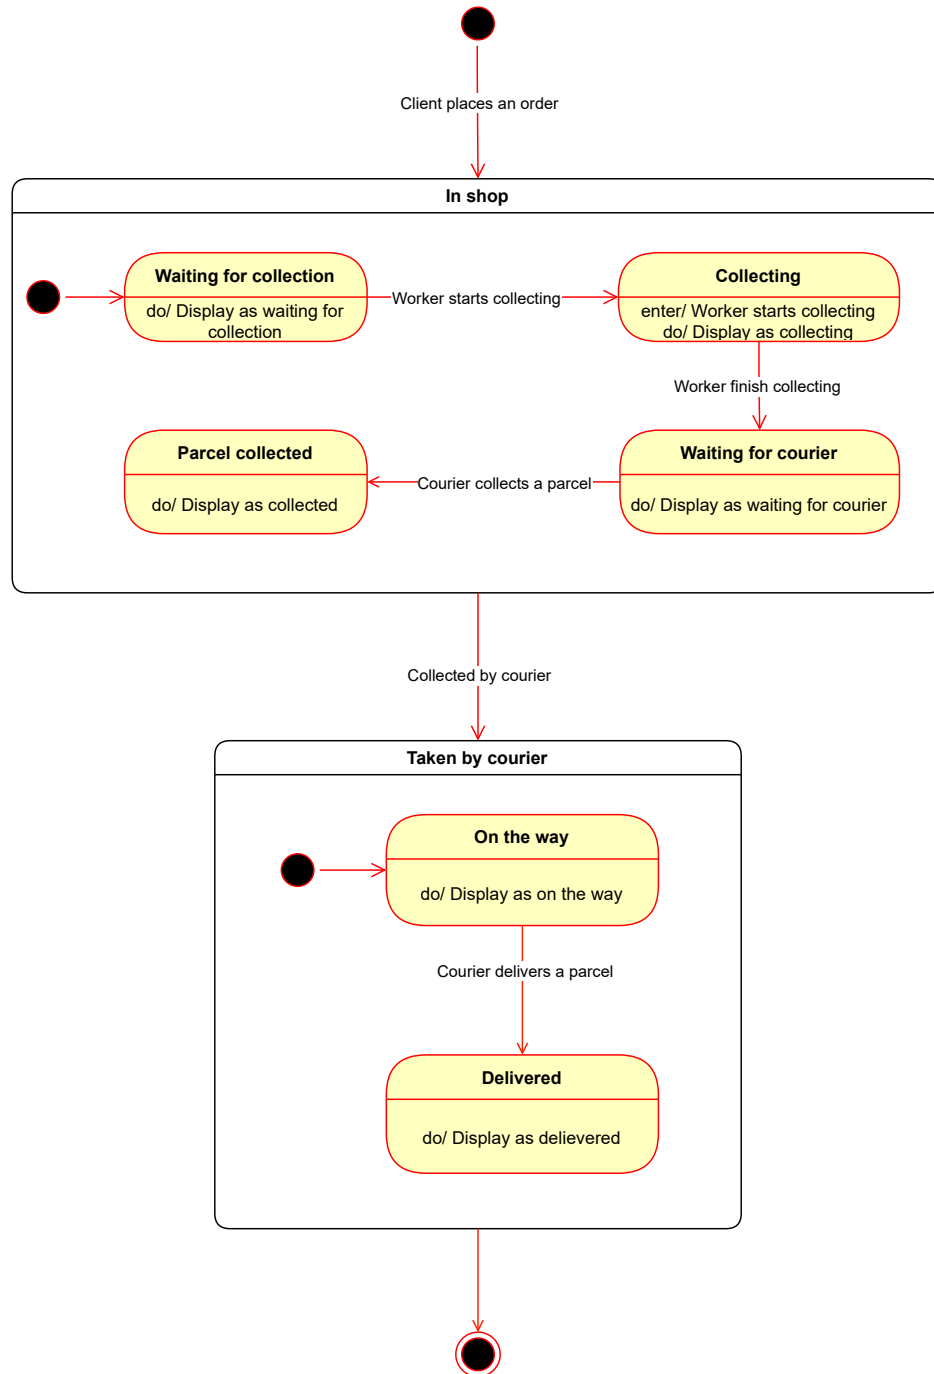 Client places an order
In shop
Waiting for collection
do/ Display as waiting for
collection
Worker starts collecting
Collecting
enter/ Worker starts collecting
do/ Display as collecting
Worker finish collecting
Parcel collected
do/ Display as collected
Courier collects a parcel
Waiting for courier
do/ Display as waiting for courier
Collected by courier
Taken by courier
On the way
do/ Display as on the way
Courier delivers a parcel
Delivered
do/ Display as delievered